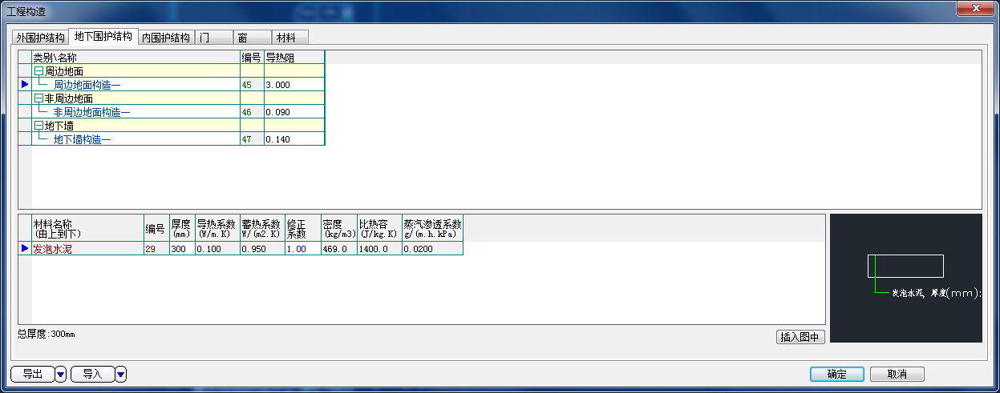 工程构造
外围护结构 地下围护结构 内围护结构 门 窗 材料
类别\名称 编号 导热阻
周边地面
周边地面构造一 45 3.000
非周边地面
非周边地面构造一 46 0.090
地下墙
地下墙构造一 47 0.140
材料名称 编号 厚度 导热系数 蓄热系数 修正 密度 比热容 蒸汽渗透系数
(由上到下) (mm) (W/m.K) W/(m2.K) 系数 (kg/m3) (J/kg.K) g/(m.h.kPa)
发泡水泥 29 300 0.100 0.950 1.00 469.0 1400.0 0.0200
发泡水泥, 厚度(mm):
总厚度:300mm
插入图中
导出 导入 确定 取消